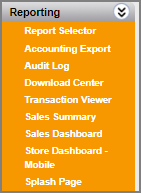 Reporting
Report Selector
Accounting Export
Audit Log
Download Center
Transaction Viewer
Sales Summary
Sales Dashboard
Store Dashboard -
Mobile
Splash Page